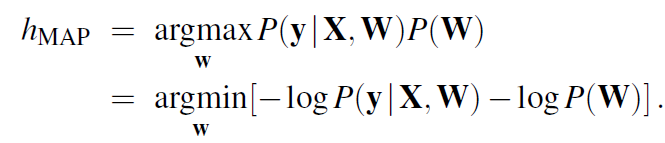 h_MAP = argmax_w P(y | X, W)P(W)
= argmin_w [−log P(y | X, W) − log P(W)] .